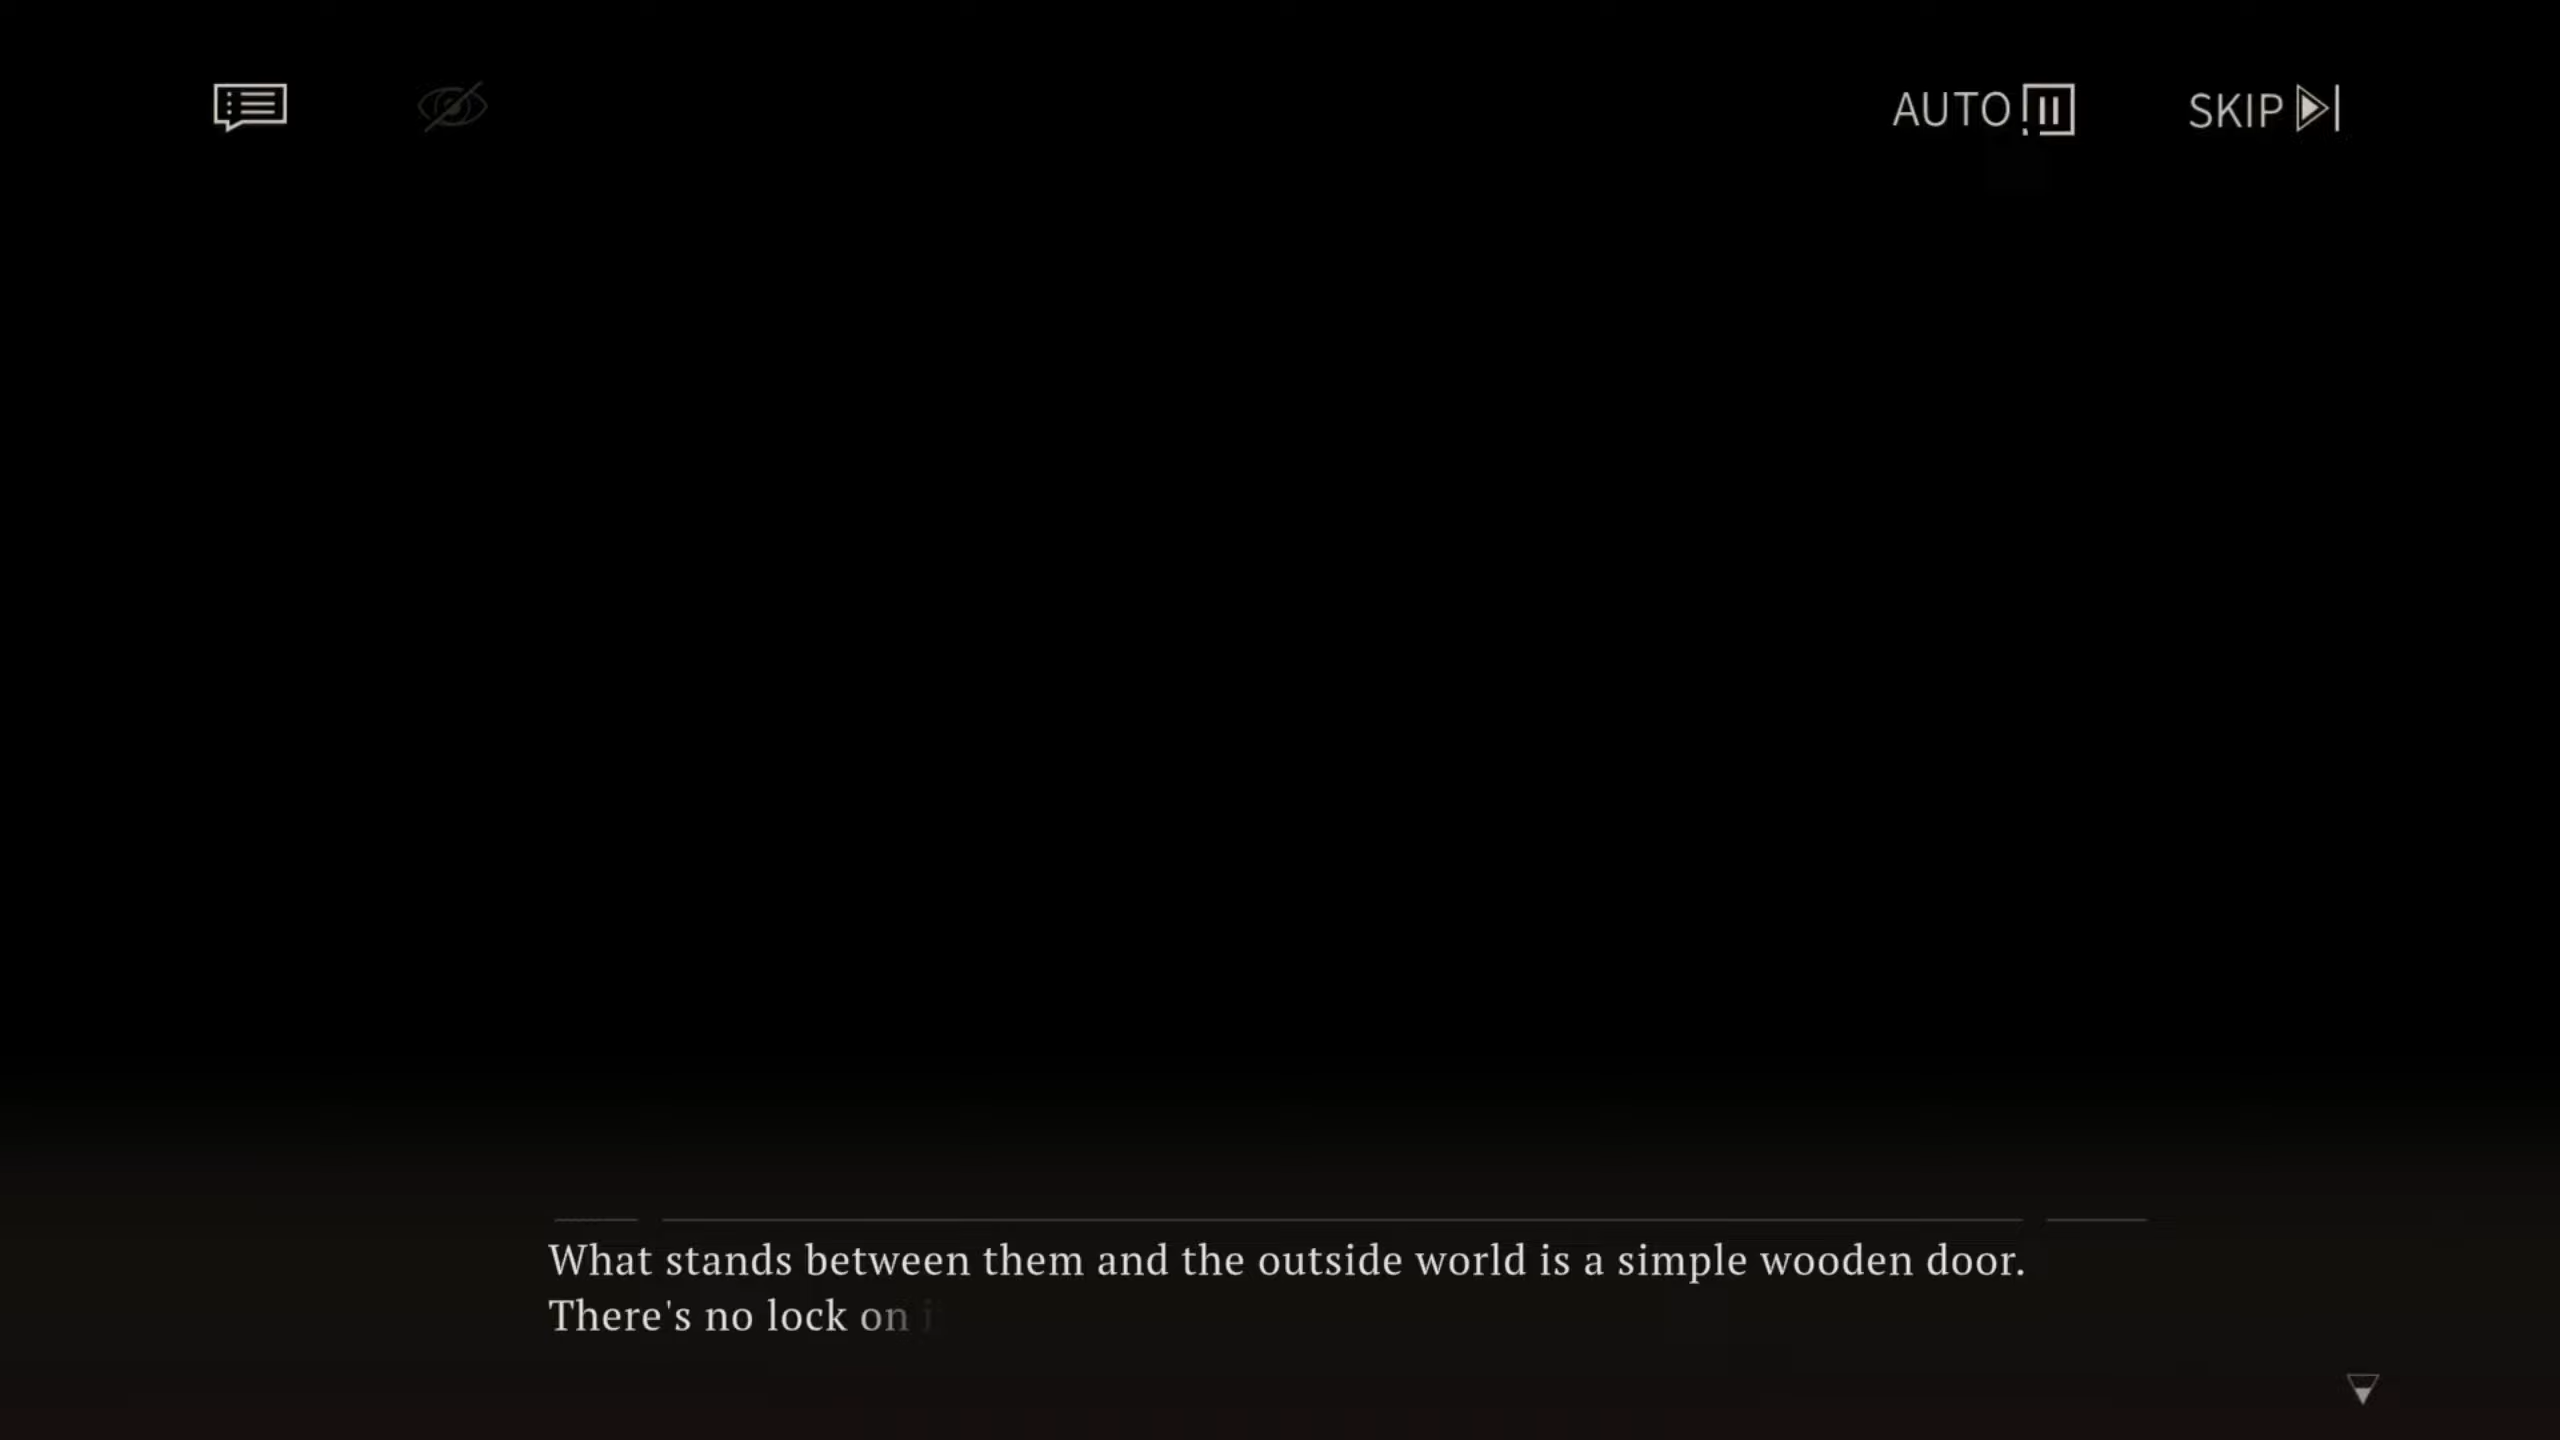 AUTO
SKIP
What stands between them and the outside world is a simple wooden door.
There's no lock on